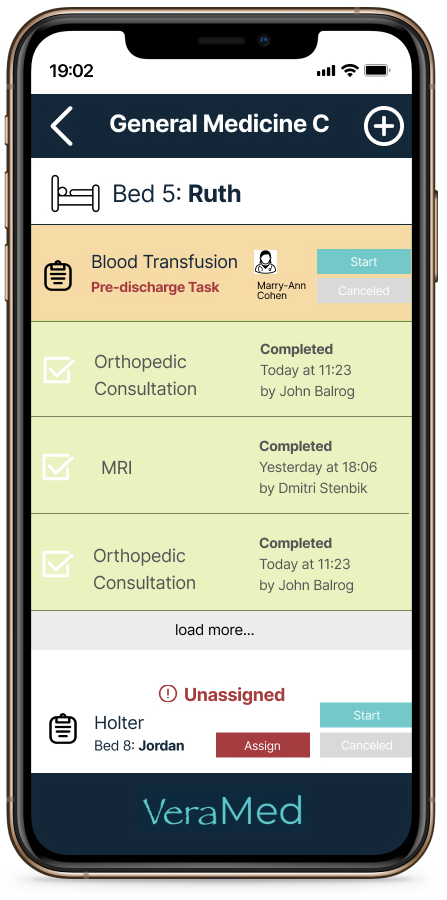 19:02
General Medicine C
Bed 5: Ruth
Blood Transfusion
Pre-discharge Task
Marry-Ann
Cohen
Start
Canceled
Orthopedic
Consultation
Completed
Today at 11:23
by John Balrog
MRI
Completed
Yesterday at 18:06
by Dmitri Stenbik
Orthopedic
Consultation
Completed
Today at 11:23
by John Balrog
load more...
Unassigned
Holter
Bed 8: Jordan
Assign
Start
Canceled
VeraMed